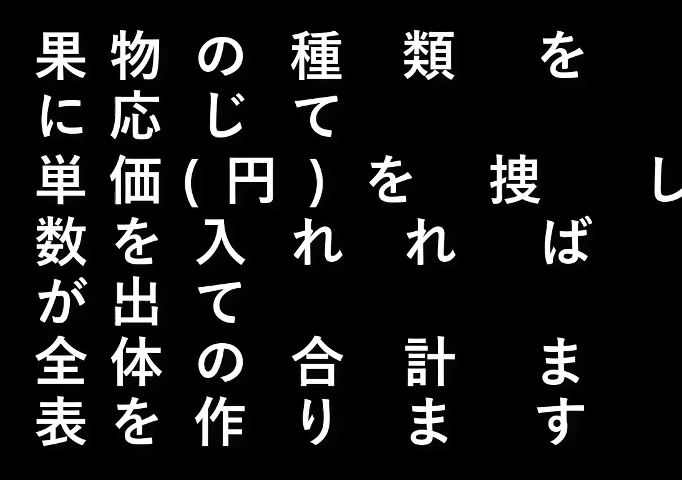 果物の種類を
に応じて
単価(円)を捜し
数を入れれば
が出て
全体の合計ま
表を作ります